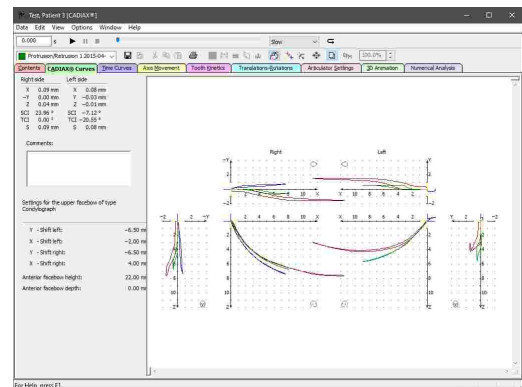 Test, Patient 3 [CADIAX®]
Data Edit View Options Window Help
0.000 s Slow
Protrusion/Retrusion 1 2015-04- 100.0%
Contents CADIAX® Curves Time Curves Axis Movement Tooth Kinetics Translations-Rotations Articulator Settings 3D Animation Numerical Analysis
Right side Left side
X 0.09 mm X 0.08 mm
-Y 0.00 mm Y -0.03 mm
Z 0.04 mm Z -0.01 mm
SCI 23.96 ° SCI -7.12 °
TCI 0.00 ° TCI -20.55 °
S 0.09 mm S 0.08 mm
Comments:
Settings for the upper facebow of type
Condylograph
Y - Shift left: -6.50 mm
X - Shift left: -2.00 mm
Y - Shift right: -6.50 mm
X - Shift right: 4.00 mm
Anterior facebow height: 22.00 mm
Anterior facebow depth: 0.00 mm
Right Left
For Help, press F1